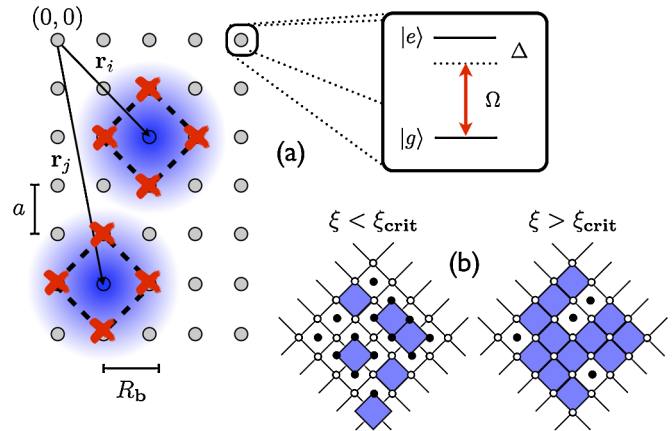 (0,0)
r_i
r_j
a
R_b
(a)
|e⟩
Δ
Ω
|g⟩
ξ < ξ_crit
ξ > ξ_crit
(b)